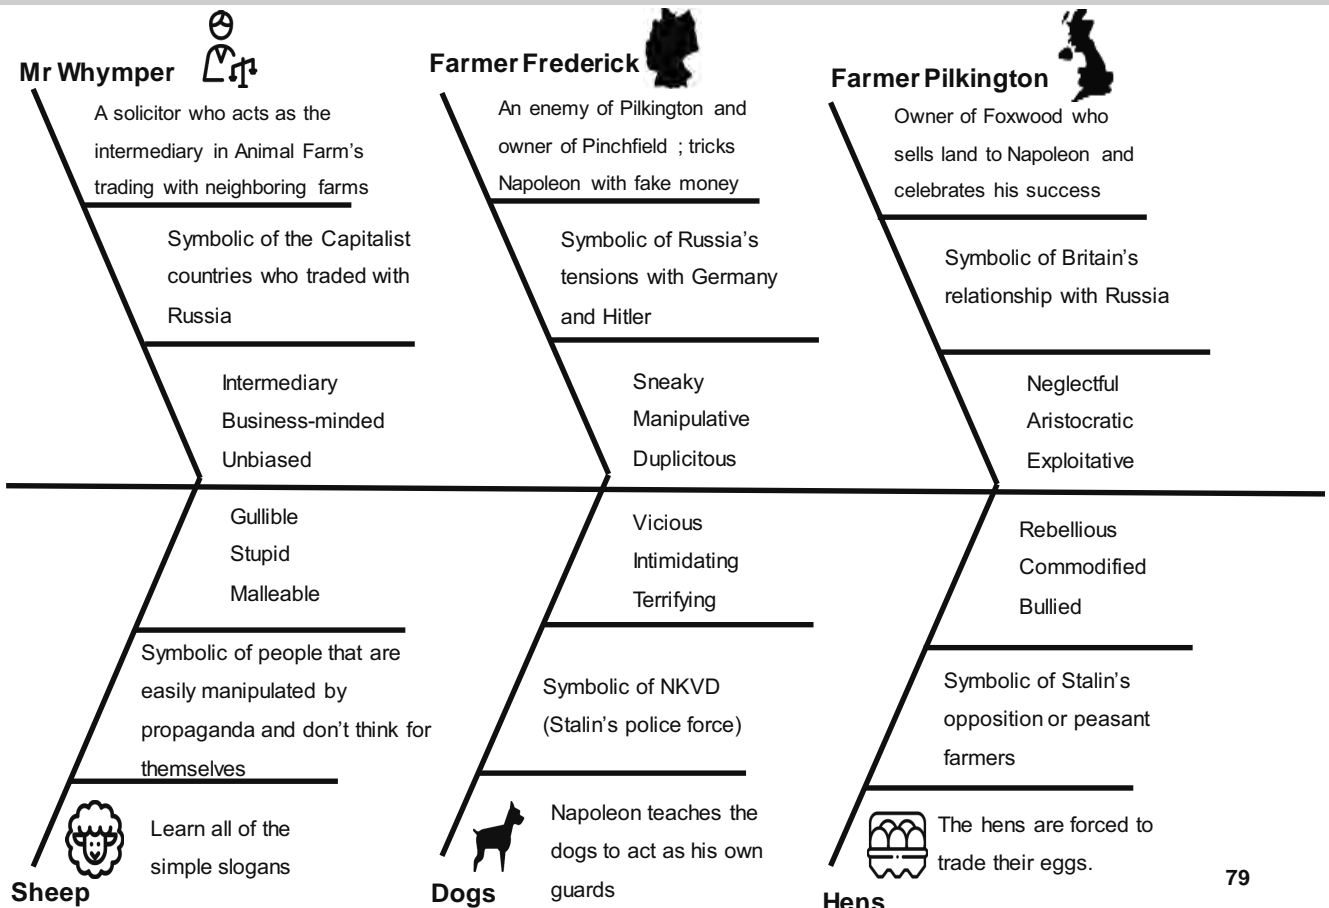 Mr Whymper
A solicitor who acts as the
intermediary in Animal Farm's
trading with neighboring farms
Symbolic of the Capitalist
countries who traded with
Russia
Intermediary
Business-minded
Unbiased
Farmer Frederick
An enemy of Pilkington and
owner of Pinchfield ; tricks
Napoleon with fake money
Symbolic of Russia's
tensions with Germany
and Hitler
Sneaky
Manipulative
Duplicitous
Farmer Pilkington
Owner of Foxwood who
sells land to Napoleon and
celebrates his success
Symbolic of Britain's
relationship with Russia
Neglectful
Aristocratic
Exploitative
Gullible
Stupid
Malleable
Symbolic of people that are
easily manipulated by
propaganda and don't think for
themselves
Learn all of the
simple slogans
Sheep
Vicious
Intimidating
Terrifying
Symbolic of NKVD
(Stalin's police force)
Napoleon teaches the
dogs to act as his own
guards
Dogs
Rebellious
Commodified
Bullied
Symbolic of Stalin's
opposition or peasant
farmers
The hens are forced to
trade their eggs.
Hens
79